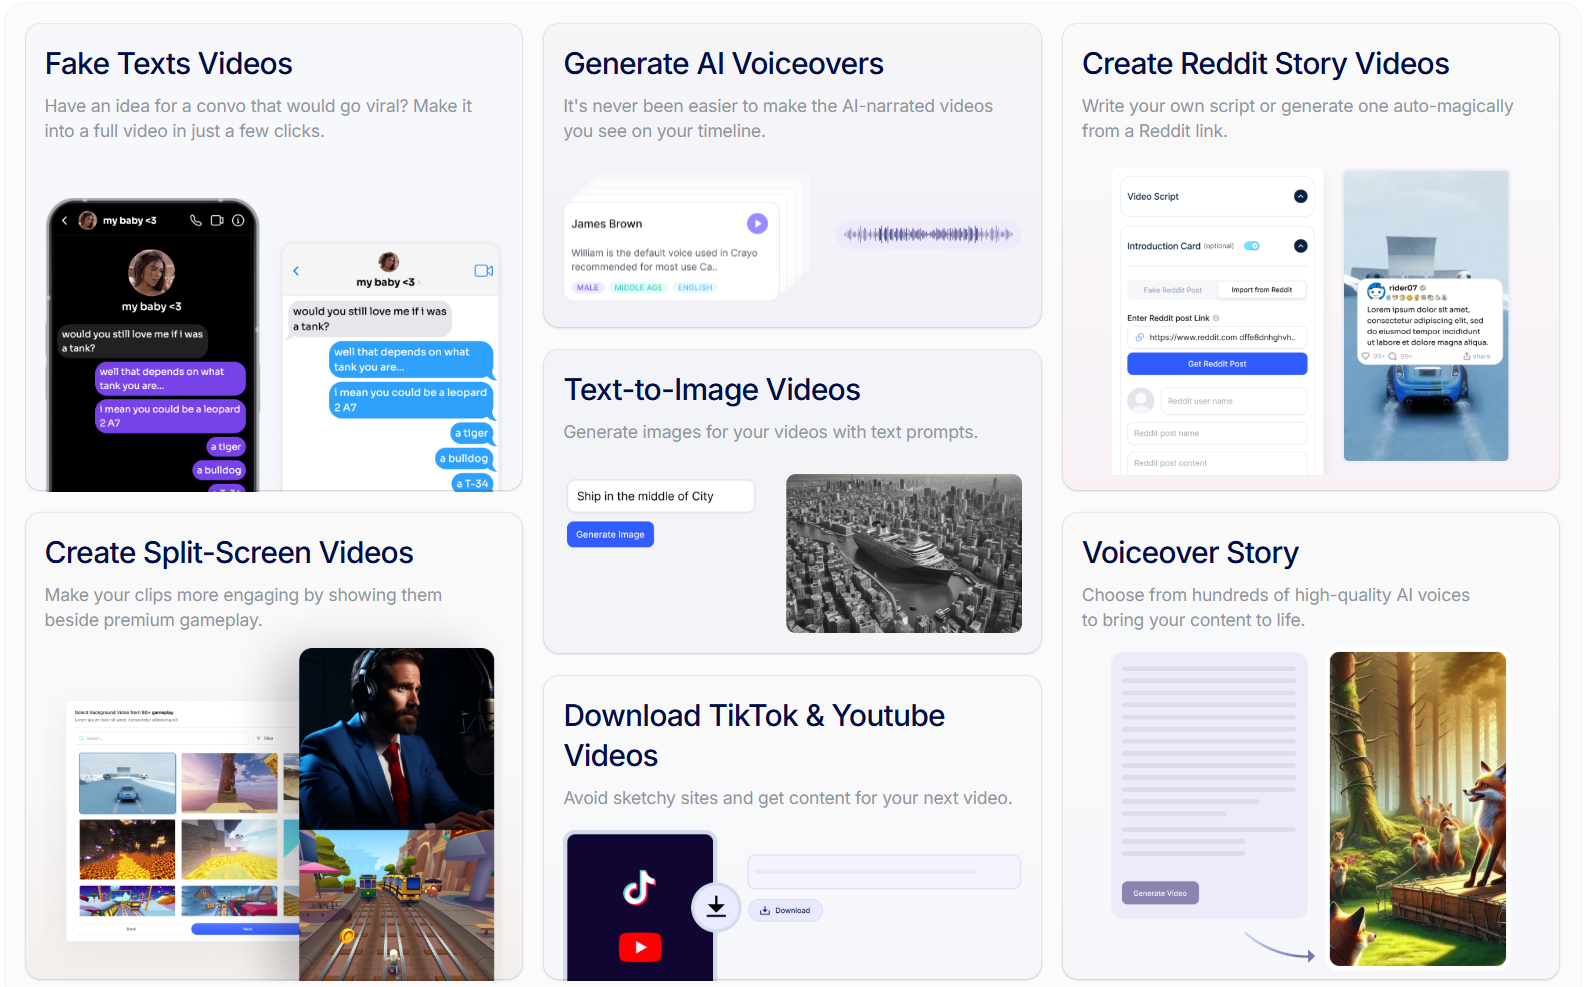 Fake Texts Videos
Have an idea for a convo that would go viral? Make it
into a full video in just a few clicks.
my baby <3
my baby <3
would you still love me if i was
a tank?
well that depends on what
tank you are...
i mean you could be a leopard
2 A7
a tiger
a bulldog
a T-34
my baby <3
would you still love me if i was
a tank?
well that depends on what
tank you are...
i mean you could be a leopard
2 A7
a tiger
a bulldog
a T-34
Create Split-Screen Videos
Make your clips more engaging by showing them
beside premium gameplay.
Select Background Video from 50+ gameplay
Lorem ipsum dolor sit amet, consectetur adipiscing elit
Search...
Filter
Back
Next
Generate AI Voiceovers
It's never been easier to make the AI-narrated videos
you see on your timeline.
James Brown
William is the default voice used in Crayo
recommended for most use Ca..
MALE
MIDDLE AGE
ENGLISH
Text-to-Image Videos
Generate images for your videos with text prompts.
Ship in the middle of City
Generate Image
Download TikTok & Youtube
Videos
Avoid sketchy sites and get content for your next video.
Download
Create Reddit Story Videos
Write your own script or generate one auto-magically
from a Reddit link.
Video Script
Introduction Card (optional)
Fake Reddit Post
Import from Reddit
Enter Reddit post Link
https://www.reddit.com dffe8dnhghvh..
Get Reddit Post
Reddit user name
Reddit post name
Reddit post content
rider07
Lorem ipsum dolor sit amet,
consectetur adipiscing elit, sed
do eiusmod tempor incididunt
ut labore et dolore magna aliqua.
99+ 99+ share
Voiceover Story
Choose from hundreds of high-quality AI voices
to bring your content to life.
Generate Video